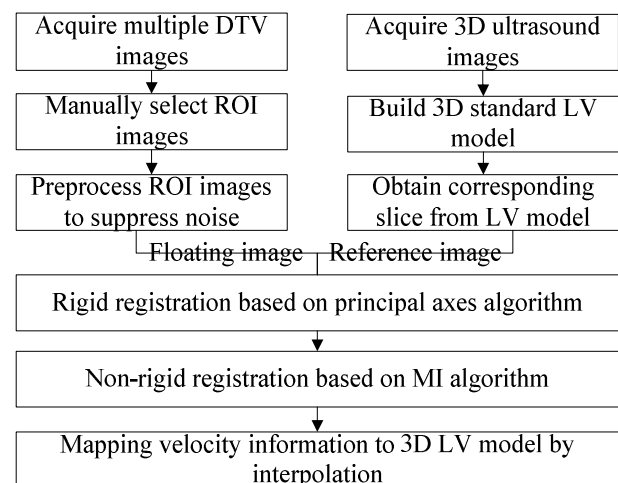 Acquire multiple DTV
images
Acquire 3D ultrasound
images
Manually select ROI
images
Build 3D standard LV
model
Preprocess ROI images
to suppress noise
Obtain corresponding
slice from LV model
Floating image
Reference image
Rigid registration based on principal axes algorithm
Non-rigid registration based on MI algorithm
Mapping velocity information to 3D LV model by
interpolation